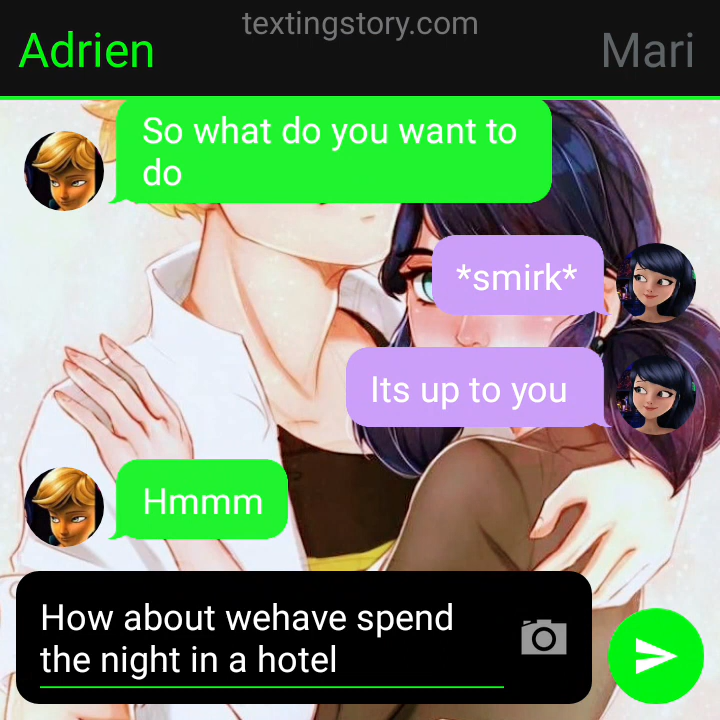 textingstory.com
Adrien
Mari
So what do you want to
do
*smirk*
Its up to you
Hmmm
How about wehave spend
the night in a hotel